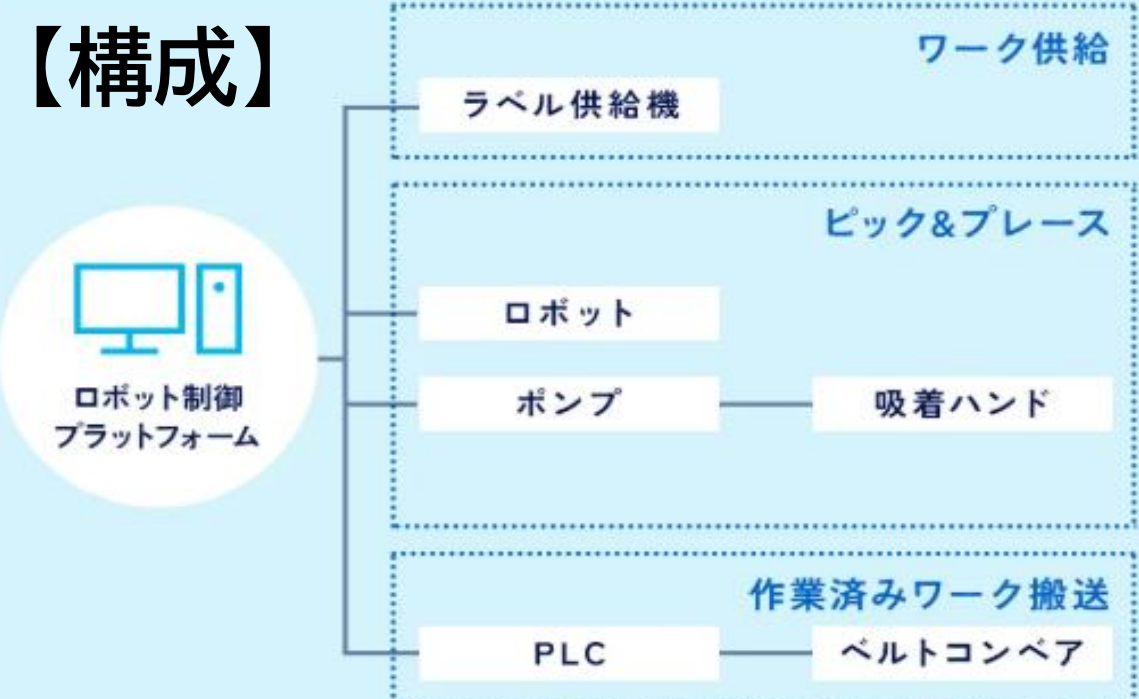 【構成】
ワーク供給
ラベル供給機
ピック&プレース
ロボット
ポンプ
吸着ハンド
ロボット制御
プラットフォーム
作業済みワーク搬送
PLC
ベルトコンベア